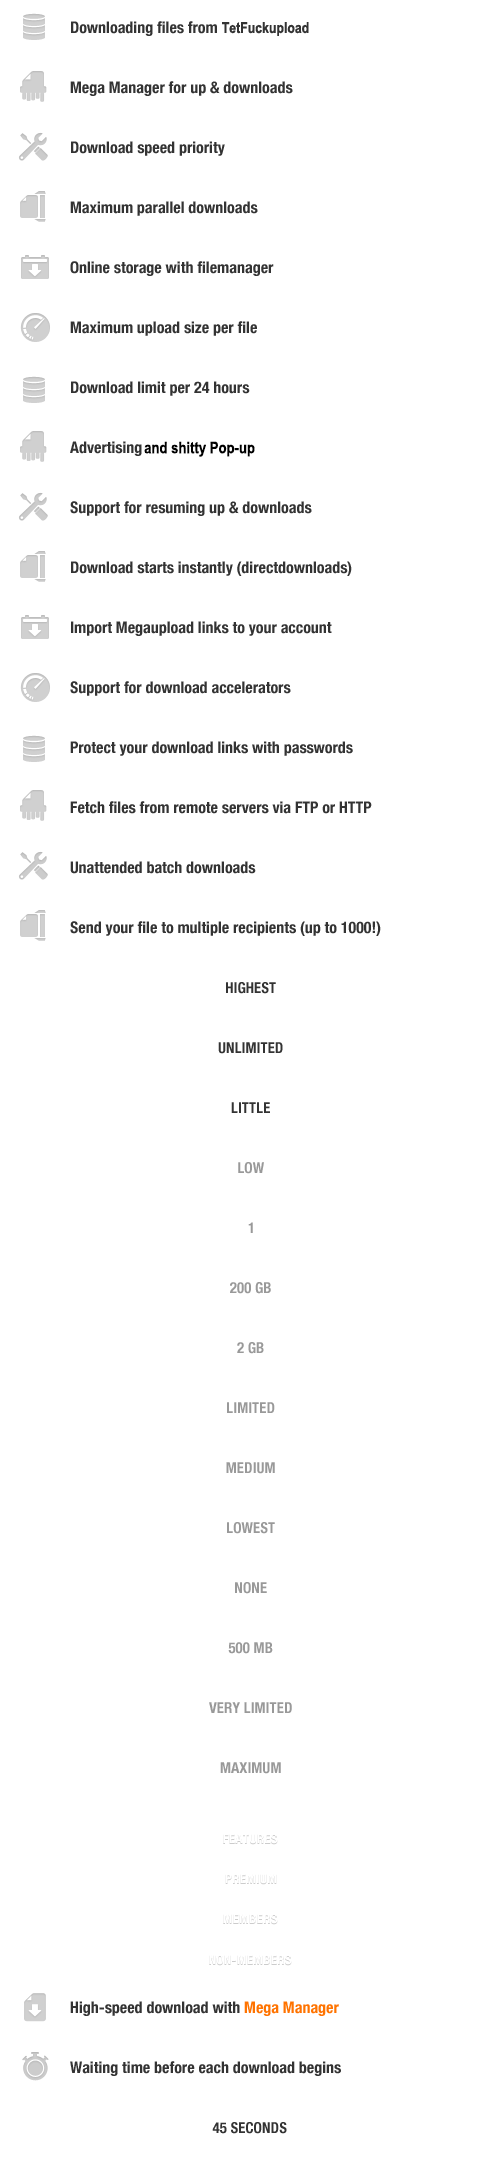 Downloading files from TetFuckupload
Mega Manager for up & downloads
Download speed priority
Maximum parallel downloads
Online storage with filemanager
Maximum upload size per file
Download limit per 24 hours
Advertising and shitty Pop-up
Support for resuming up & downloads
Download starts instantly (directdownloads)
Import Megaupload links to your account
Support for download accelerators
Protect your download links with passwords
Fetch files from remote servers via FTP or HTTP
Unattended batch downloads
Send your file to multiple recipients (up to 1000!)
HIGHEST
UNLIMITED
LITTLE
LOW
1
200 GB
2 GB
LIMITED
MEDIUM
LOWEST
NONE
500 MB
VERY LIMITED
MAXIMUM
FEATURES
PREMIUM
MEMBERS
NON-MEMBERS
High-speed download with Mega Manager
Waiting time before each download begins
45 SECONDS